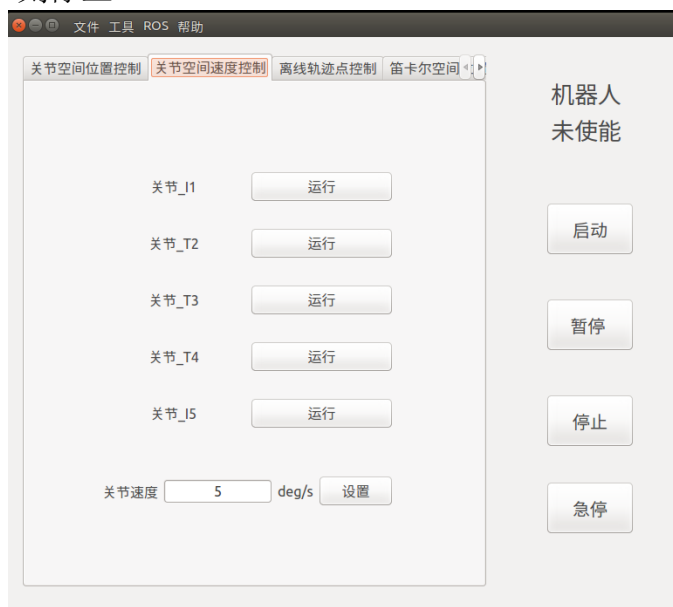 文件 工具 ROS 帮助
关节空间位置控制 关节空间速度控制 离线轨迹点控制 笛卡尔空间
机器人
未使能
关节_I1 运行
关节_T2 运行
关节_T3 运行
关节_T4 运行
关节_I5 运行
关节速度 5 deg/s 设置
启动
暂停
停止
急停